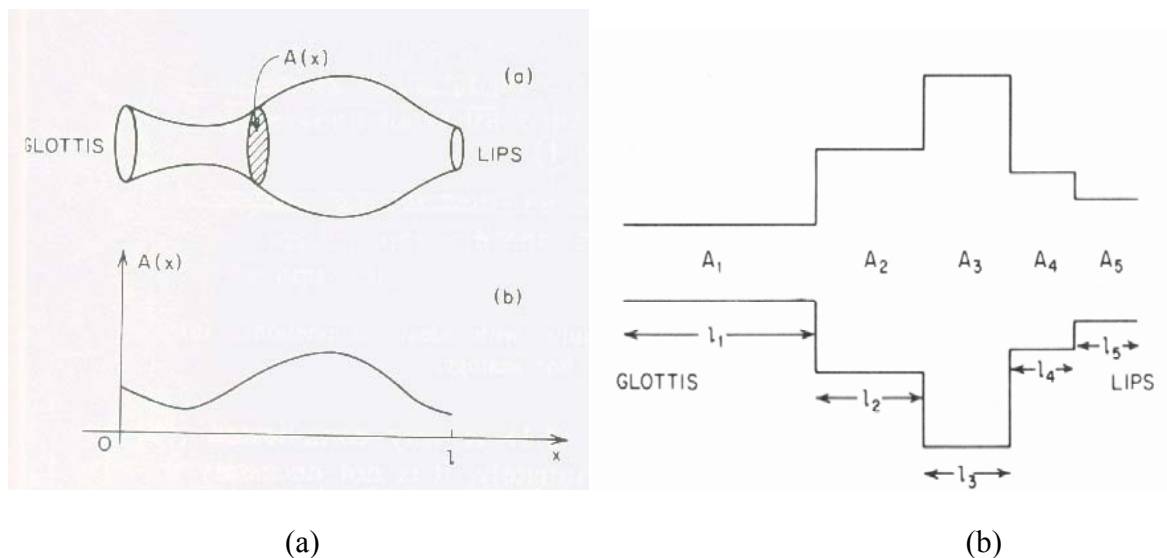 A(x)
(a)
GLOTTIS
LIPS
A(x)
(b)
O
l
x
A₁
A₂
A₃
A₄
A₅
l₁
l₂
l₃
l₄
l₅
GLOTTIS
LIPS
(a)
(b)